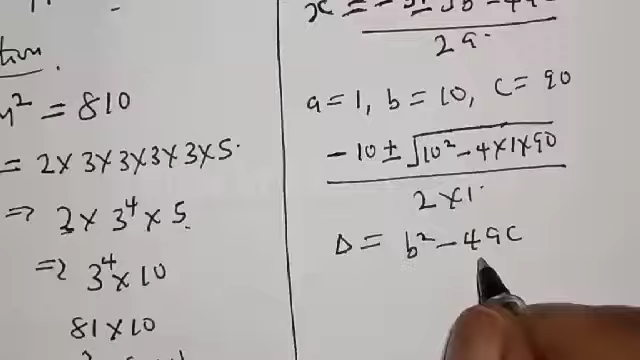 tion.
y² = 810
= 2×3×3×3×3×5.
⇒ 2 × 3⁴ × 5.
⇒ 3⁴ × 10
81 × 10
2a.
a=1, b=10, c=90
-10±√10²-4×1×90
2×1.
Δ = b² - 4ac